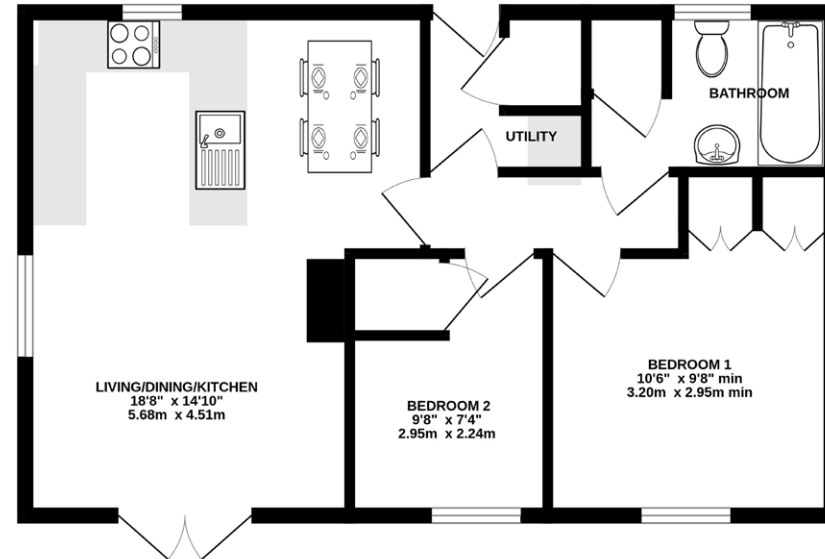 BATHROOM
UTILITY
LIVING/DINING/KITCHEN
18'8" x 14'10"
5.68m x 4.51m
BEDROOM 2
9'8" x 7'4"
2.95m x 2.24m
BEDROOM 1
10'6" x 9'8" min
3.20m x 2.95m min